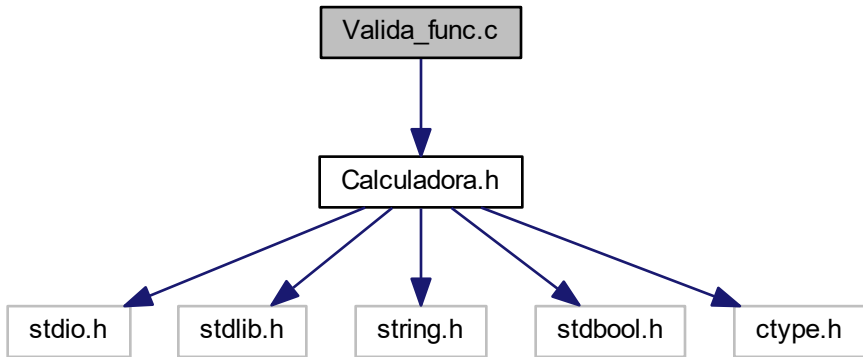 Valida_func.c
Calculadora.h
stdio.h
stdlib.h
string.h
stdbool.h
ctype.h